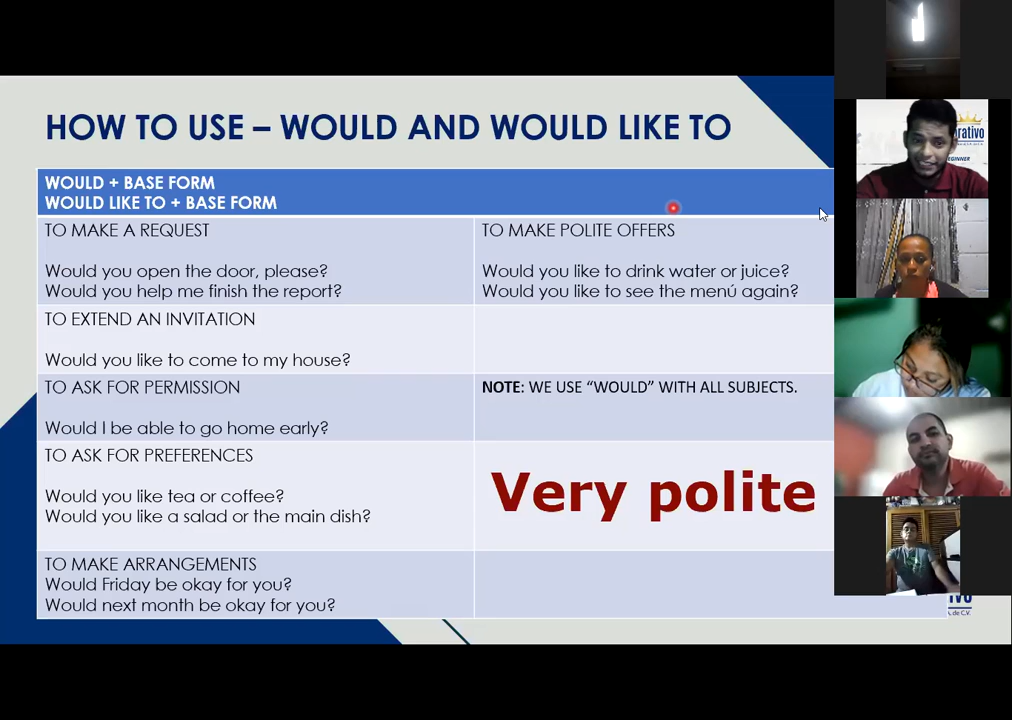 HOW TO USE – WOULD AND WOULD LIKE TO
WOULD + BASE FORM
WOULD LIKE TO + BASE FORM
TO MAKE A REQUEST
Would you open the door, please?
Would you help me finish the report?
TO MAKE POLITE OFFERS
Would you like to drink water or juice?
Would you like to see the menú again?
TO EXTEND AN INVITATION
Would you like to come to my house?
TO ASK FOR PERMISSION
Would I be able to go home early?
NOTE: WE USE “WOULD” WITH ALL SUBJECTS.
TO ASK FOR PREFERENCES
Would you like tea or coffee?
Would you like a salad or the main dish?
Very polite
TO MAKE ARRANGEMENTS
Would Friday be okay for you?
Would next month be okay for you?